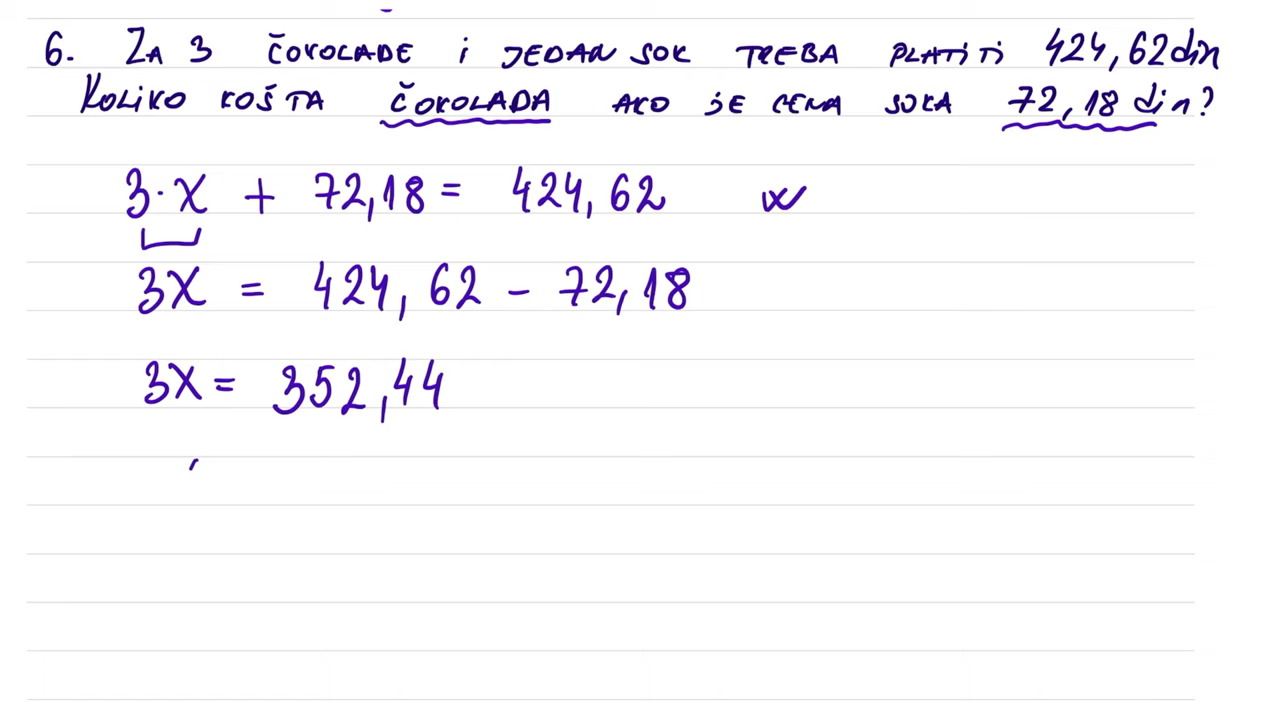 6. ZA 3 ČOKOLADE i JEDAN SOK TREBA PLATITI 424,62 din
KOLIKO KOŠTA ČOKOLADA AKO JE CENA SOKA 72,18 din?
3·X + 72,18 = 424,62
3X = 424,62 - 72,18
3X = 352,44